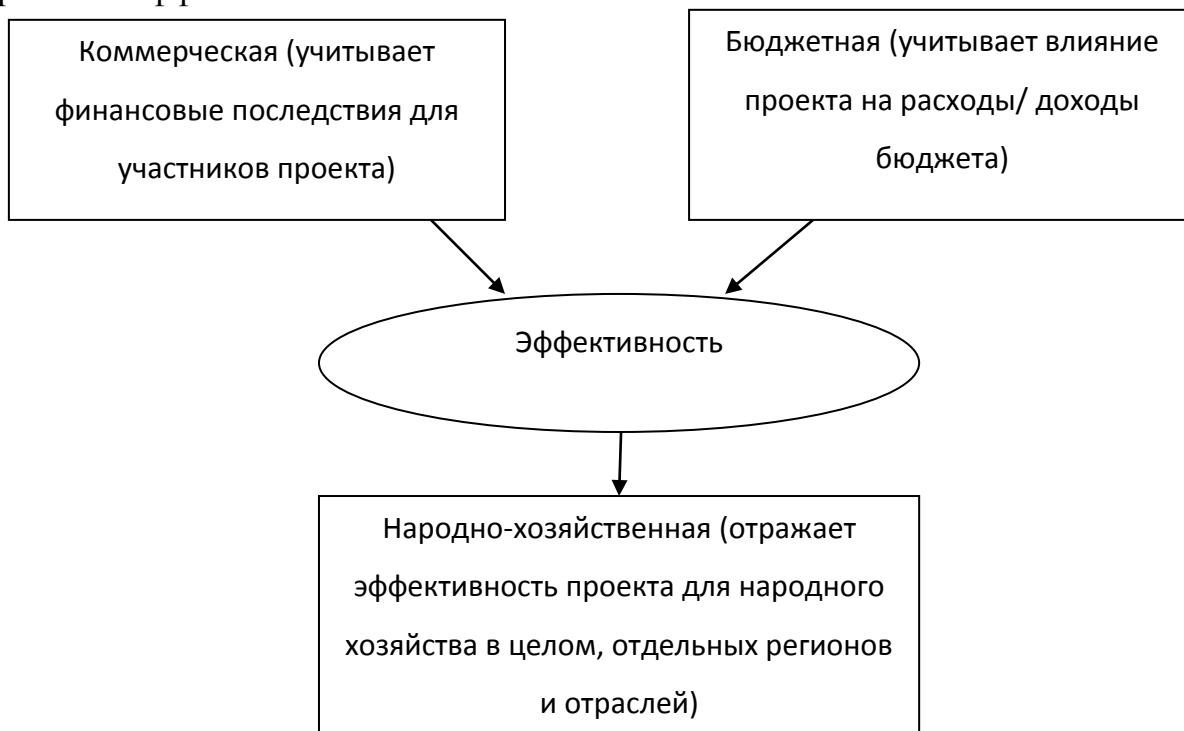 Коммерческая (учитывает
финансовые последствия для
участников проекта)
Бюджетная (учитывает влияние
проекта на расходы/ доходы
бюджета)
Эффективность
Народно-хозяйственная (отражает
эффективность проекта для народного
хозяйства в целом, отдельных регионов
и отраслей)